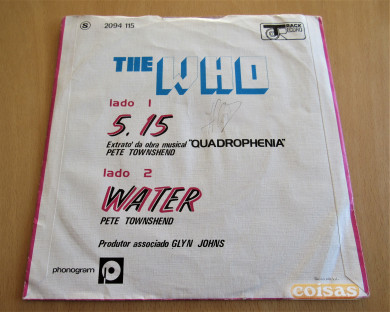 S 2094 115
TRACK RECORD
THE WHO
lado 1
5.15
Extrato da obra musical "QUADROPHENIA"
PETE TOWNSHEND
lado 2
WATER
PETE TOWNSHEND
Produtor associado GLYN JOHNS
phonogram
coisas